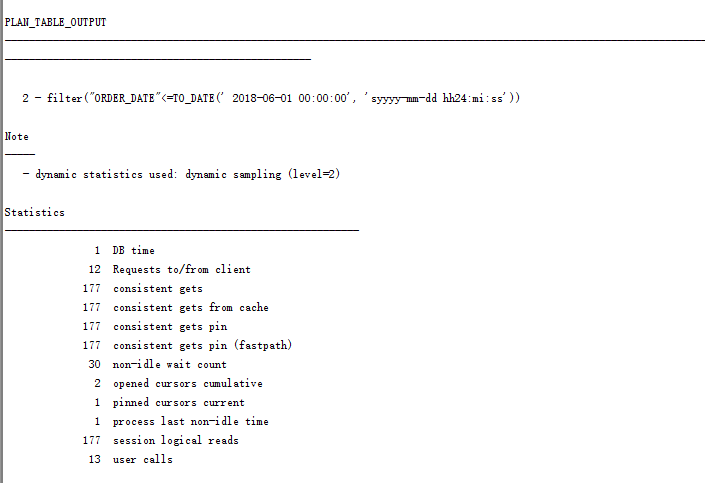 PLAN_TABLE_OUTPUT
2 - filter("ORDER_DATE"<=TO_DATE(' 2018-06-01 00:00:00', 'syyyy-mm-dd hh24:mi:ss'))
Note
-----
- dynamic statistics used: dynamic sampling (level=2)
Statistics
1 DB time
12 Requests to/from client
177 consistent gets
177 consistent gets from cache
177 consistent gets pin
177 consistent gets pin (fastpath)
30 non-idle wait count
2 opened cursors cumulative
1 pinned cursors current
1 process last non-idle time
177 session logical reads
13 user calls